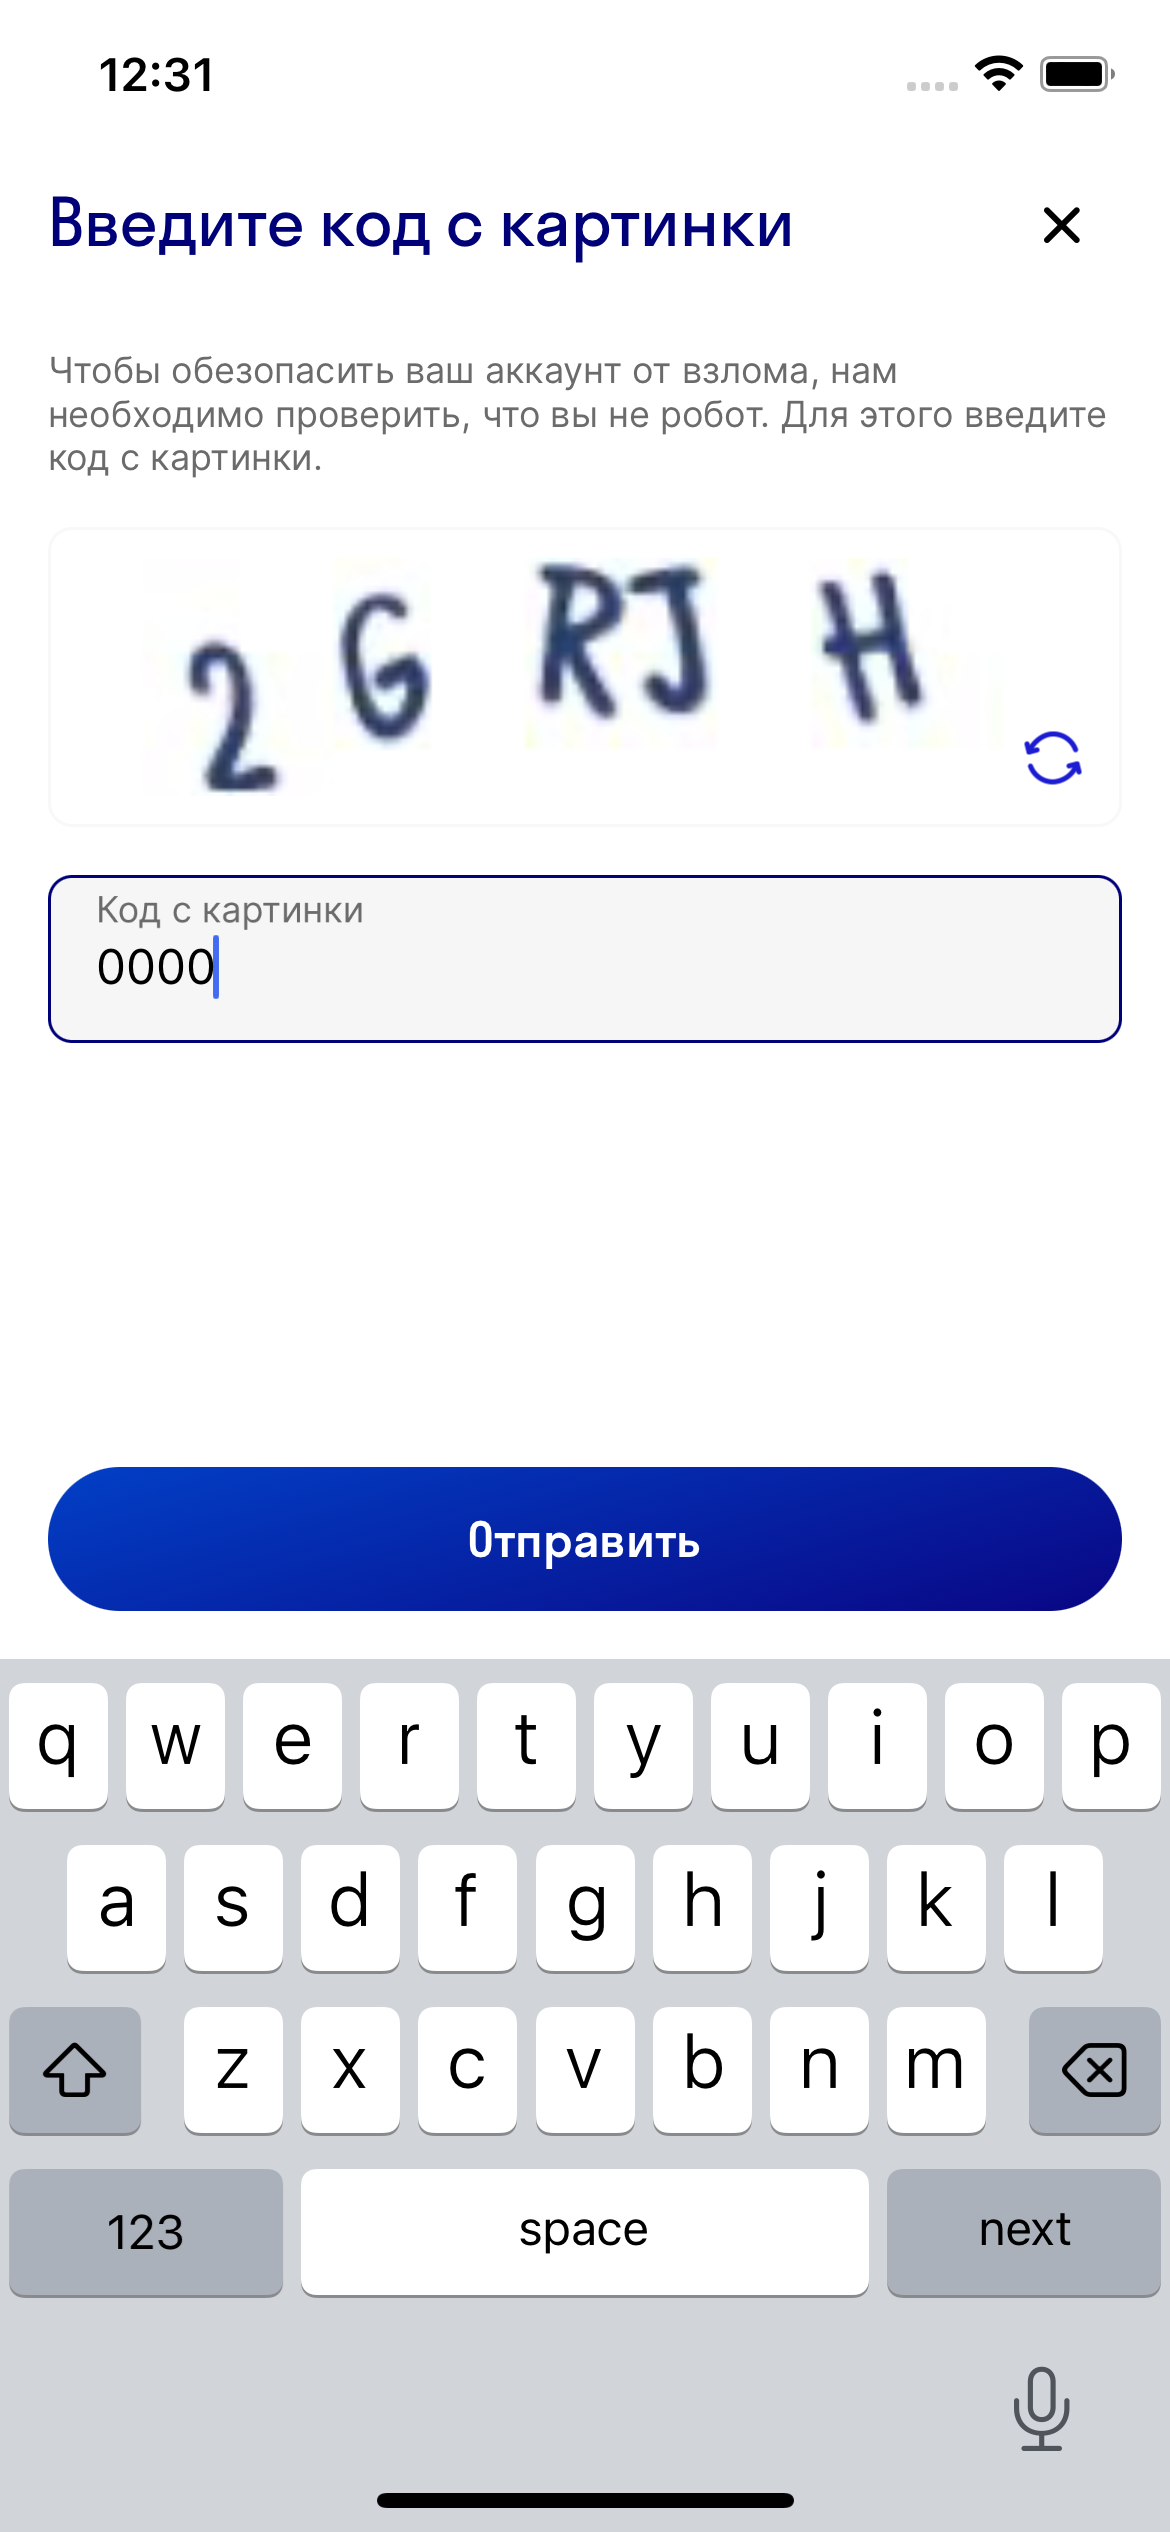 12:31
Введите код с картинки
Чтобы обезопасить ваш аккаунт от взлома, нам
необходимо проверить, что вы не робот. Для этого введите
код с картинки.
2 G RJ H
Код с картинки
0000
Отправить
q w e r t y u i o p
a s d f g h j k l
z x c v b n m
123 space next